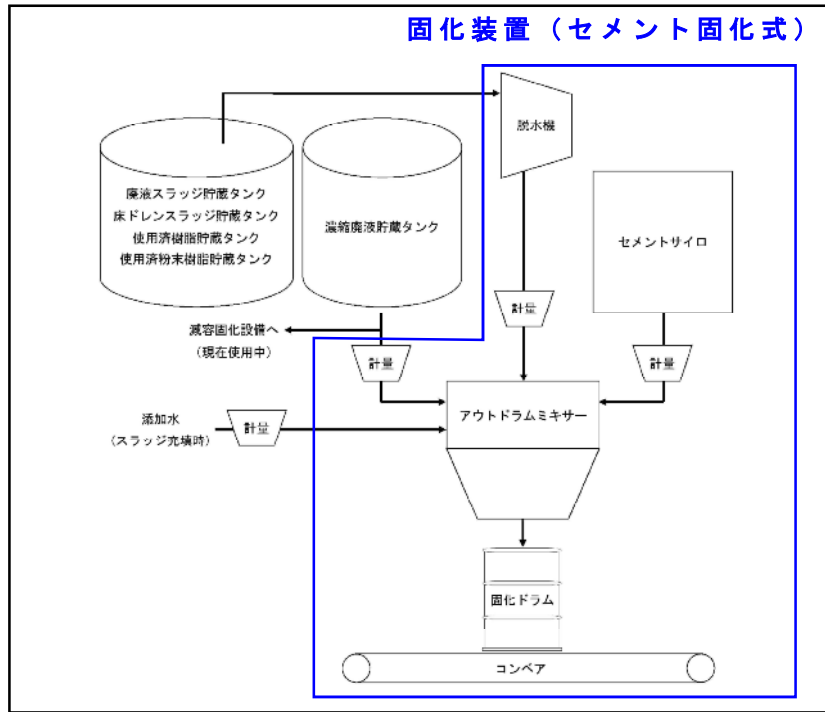 固化装置（セメント固化式）
脱水機
廃液スラッジ貯蔵タンク
床ドレンスラッジ貯蔵タンク
使用済樹脂貯蔵タンク
使用済粉末樹脂貯蔵タンク
濃縮廃液貯蔵タンク
セメントサイロ
計量
減容固化設備へ
（現在使用中）
計量
計量
アウトドラムミキサー
添加水
（スラッジ充填時）
計量
固化ドラム
コンベア